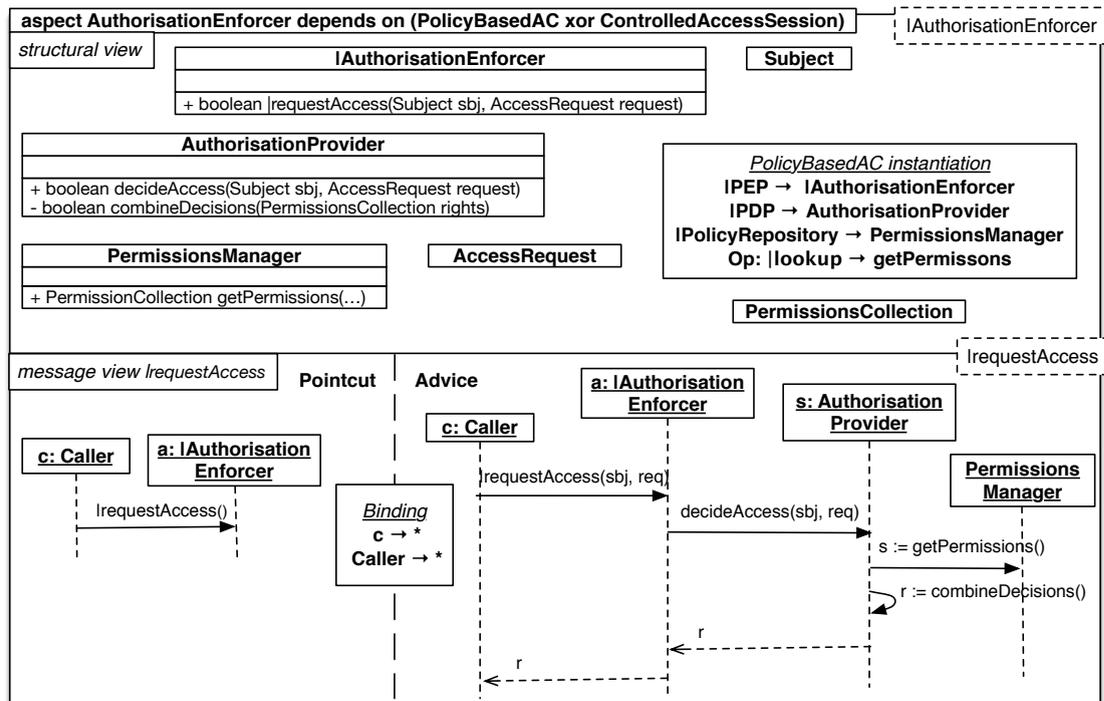 aspect AuthorisationEnforcer depends on (PolicyBasedAC xor ControlledAccessSession)
|AuthorisationEnforcer
structural view
|AuthorisationEnforcer
+ boolean |requestAccess(Subject sbj, AccessRequest request)
Subject
AuthorisationProvider
+ boolean decideAccess(Subject sbj, AccessRequest request)
- boolean combineDecisions(PermissionsCollection rights)
PolicyBasedAC instantiation
|PEP → |AuthorisationEnforcer
|PDP → AuthorisationProvider
|PolicyRepository → PermissionsManager
Op: |lookup → getPermissons
PermissionsManager
+ PermissionCollection getPermissions(…)
AccessRequest
PermissionsCollection
message view |requestAccess
|requestAccess
Pointcut
Advice
c: Caller
a: |Authorisation
Enforcer
|requestAccess()
Binding
c → *
Caller → *
c: Caller
a: |Authorisation
Enforcer
s: Authorisation
Provider
Permissions
Manager
|requestAccess(sbj, req)
decideAccess(sbj, req)
s := getPermissions()
r := combineDecisions()
r
r